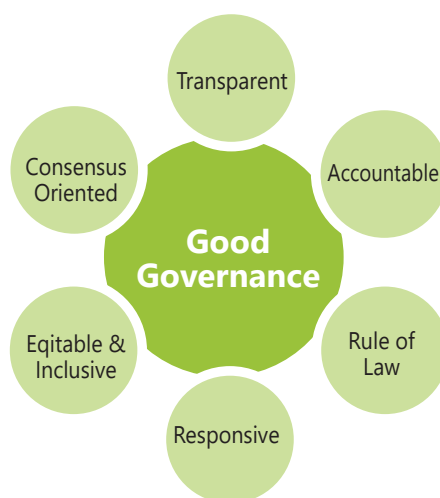 Transparent
Consensus
Oriented
Accountable
Good
Governance
Eqitable &
Inclusive
Rule of
Law
Responsive